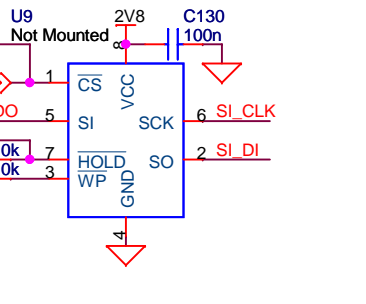 U9
2V8
C130
Not Mounted
8
100n
1
CS
VCC
5
SI
SCK
6
SI_CLK
0k
7
HOLD
SO
2
SI_DI
0k
3
WP
GND
4